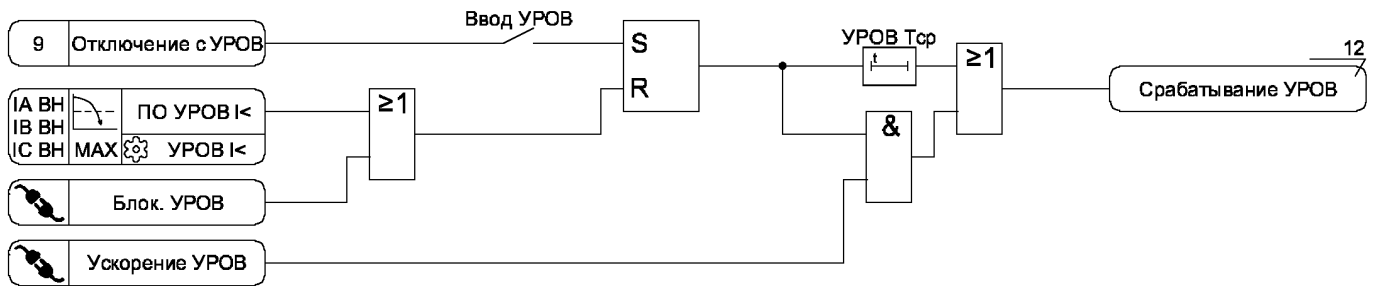 Ввод УРОВ
9 Отключение с УРОВ
S
R
УРОВ Тср
t
≥1
12
Срабатывание УРОВ
IA ВН
IB ВН
IC ВН
MAX
ПО УРОВ I<
УРОВ I<
≥1
&
Блок. УРОВ
Ускорение УРОВ